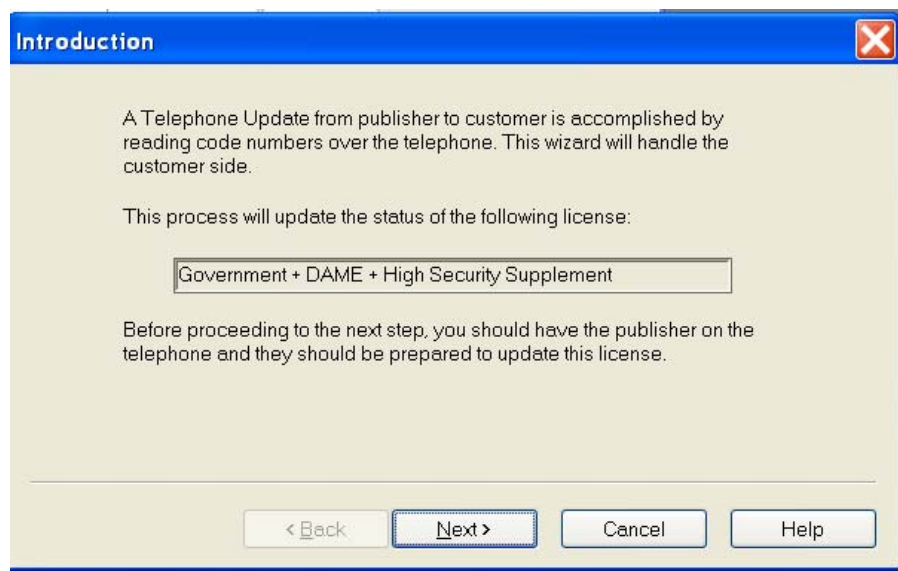 Introduction
A Telephone Update from publisher to customer is accomplished by
reading code numbers over the telephone. This wizard will handle the
customer side.
This process will update the status of the following license:
Government + DAME + High Security Supplement
Before proceeding to the next step, you should have the publisher on the
telephone and they should be prepared to update this license.
< Back Next > Cancel Help